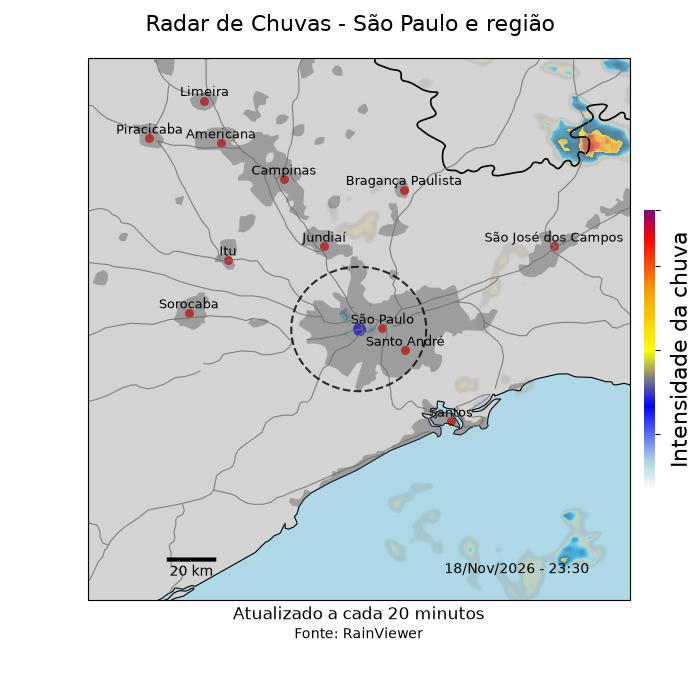 Radar de Chuvas - São Paulo e região
Limeira
Piracicaba
Americana
Campinas
Bragança Paulista
Jundiaí
São José dos Campos
Itu
Sorocaba
São Paulo
Santo André
Santos
Intensidade da chuva
20 km
18/Nov/2026 - 23:30
Atualizado a cada 20 minutos
Fonte: RainViewer